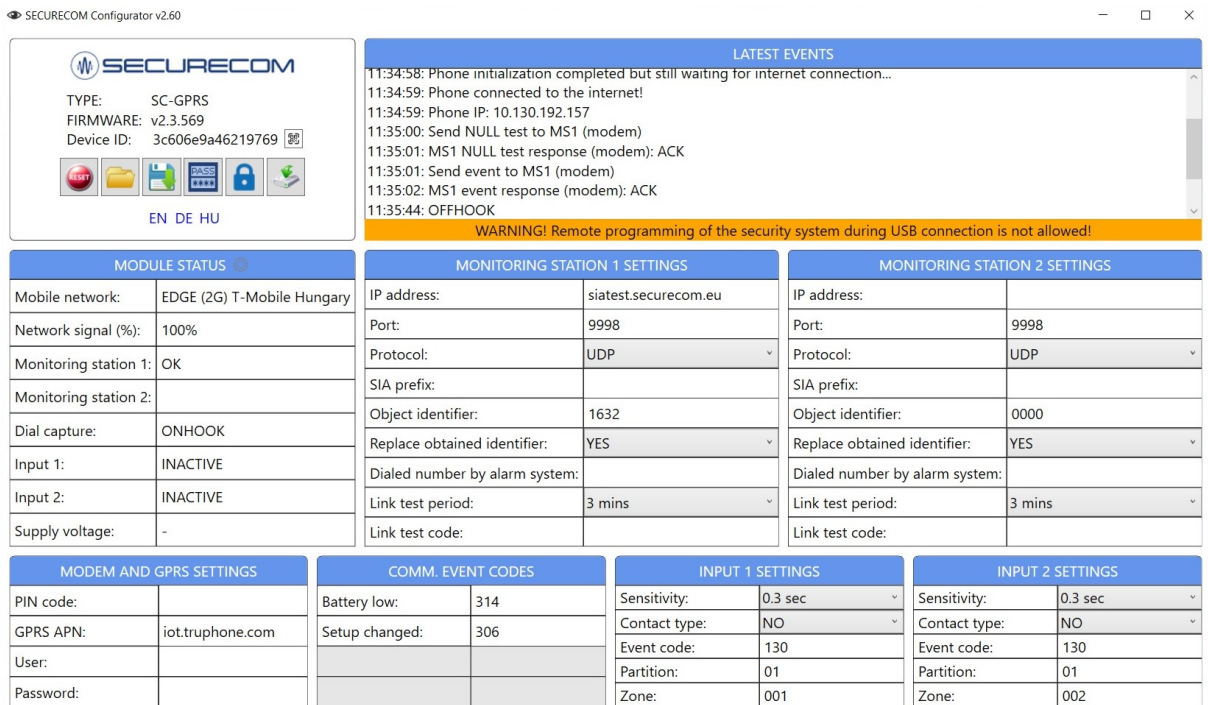 SECURECOM Configurator v2.60
SECURECOM
TYPE: SC-GPRS
FIRMWARE: v2.3.569
Device ID: 3c606e9a46219769
RESET
PASS
****
EN DE HU
LATEST EVENTS
11:34:58: Phone initialization completed but still waiting for internet connection...
11:34:59: Phone connected to the internet!
11:34:59: Phone IP: 10.130.192.157
11:35:00: Send NULL test to MS1 (modem)
11:35:01: MS1 NULL test response (modem): ACK
11:35:01: Send event to MS1 (modem)
11:35:02: MS1 event response (modem): ACK
11:35:44: OFFHOOK
WARNING! Remote programming of the security system during USB connection is not allowed!
MODULE STATUS
Mobile network: EDGE (2G) T-Mobile Hungary
Network signal (%): 100%
Monitoring station 1: OK
Monitoring station 2:
Dial capture: ONHOOK
Input 1: INACTIVE
Input 2: INACTIVE
Supply voltage: -
MONITORING STATION 1 SETTINGS
IP address: siatest.securecom.eu
Port: 9998
Protocol: UDP
SIA prefix:
Object identifier: 1632
Replace obtained identifier: YES
Dialed number by alarm system:
Link test period: 3 mins
Link test code:
MONITORING STATION 2 SETTINGS
IP address:
Port: 9998
Protocol: UDP
SIA prefix:
Object identifier: 0000
Replace obtained identifier: YES
Dialed number by alarm system:
Link test period: 3 mins
Link test code:
MODEM AND GPRS SETTINGS
PIN code:
GPRS APN: iot.truphone.com
User:
Password:
COMM. EVENT CODES
Battery low: 314
Setup changed: 306
INPUT 1 SETTINGS
Sensitivity: 0.3 sec
Contact type: NO
Event code: 130
Partition: 01
Zone: 001
INPUT 2 SETTINGS
Sensitivity: 0.3 sec
Contact type: NO
Event code: 130
Partition: 01
Zone: 002